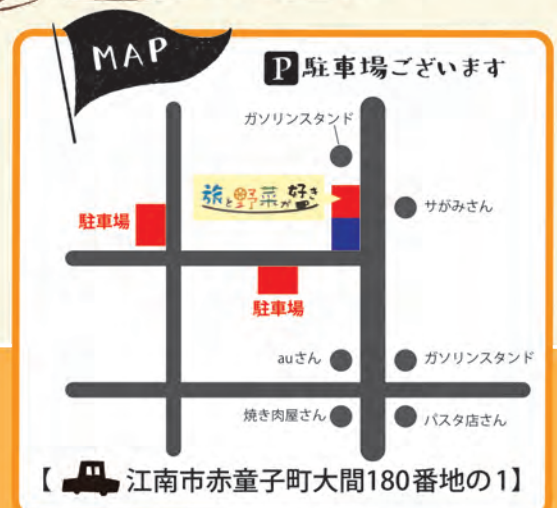 MAP
P 駐車場ございます
ガソリンスタンド
旅と野菜が好き
サがみさん
駐車場
駐車場
auさん
ガソリンスタンド
焼き肉屋さん
パスタ店さん
【江南市赤童子町大間180番地の1】